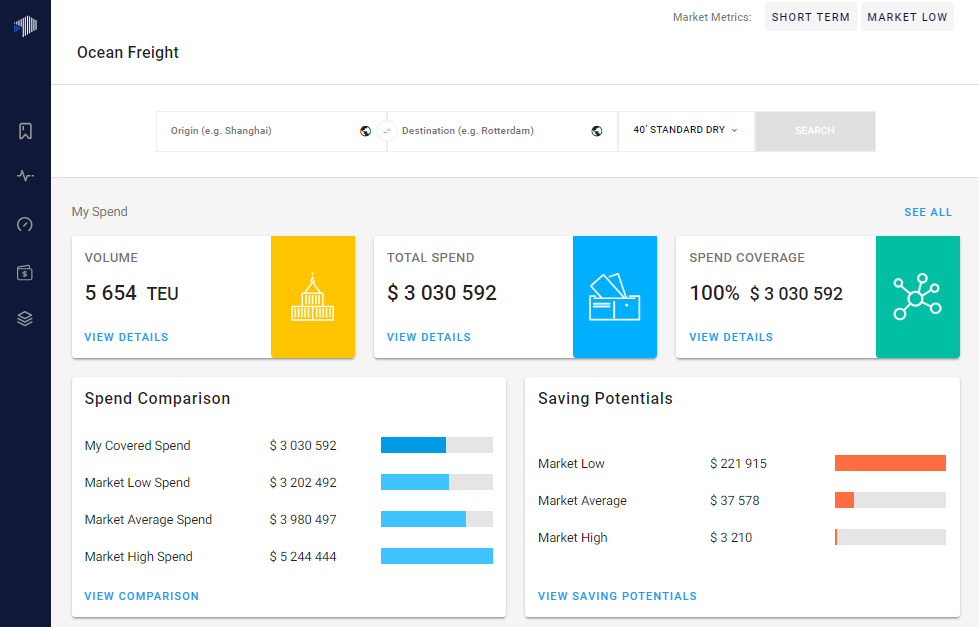 Market Metrics: SHORT TERM MARKET LOW
Ocean Freight
Origin (e.g. Shanghai) Destination (e.g. Rotterdam) 40' STANDARD DRY SEARCH
My Spend SEE ALL
VOLUME
5 654 TEU
VIEW DETAILS
TOTAL SPEND
$ 3 030 592
VIEW DETAILS
SPEND COVERAGE
100% $ 3 030 592
VIEW DETAILS
Spend Comparison
My Covered Spend $ 3 030 592
Market Low Spend $ 3 202 492
Market Average Spend $ 3 980 497
Market High Spend $ 5 244 444
VIEW COMPARISON
Saving Potentials
Market Low $ 221 915
Market Average $ 37 578
Market High $ 3 210
VIEW SAVING POTENTIALS